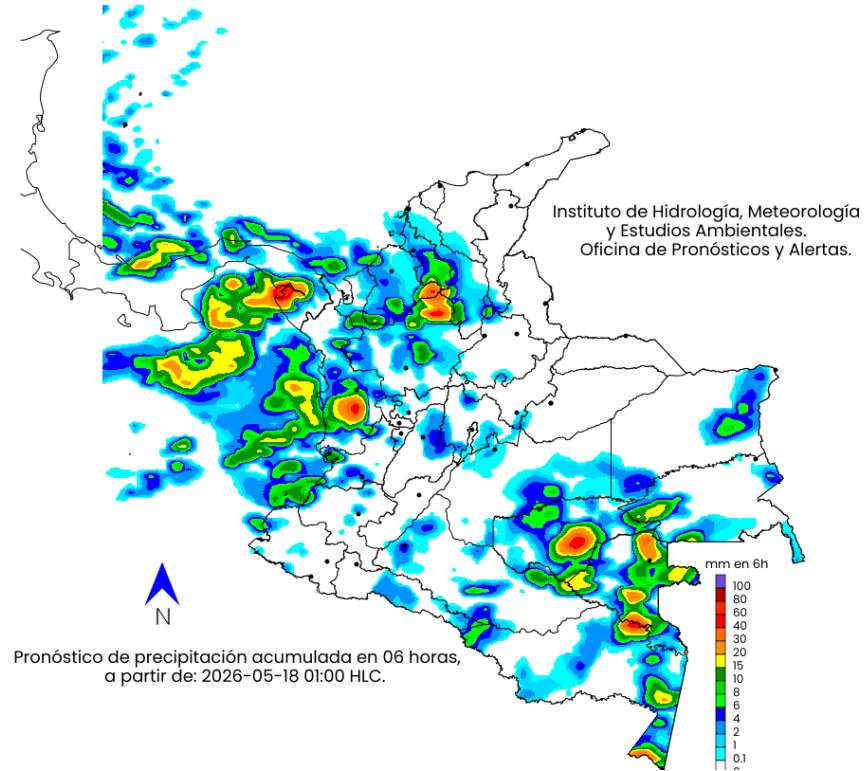 Instituto de Hidrología, Meteorología
y Estudios Ambientales.
Oficina de Pronósticos y Alertas.
mm en 6h
100
80
60
40
30
20
15
10
8
6
4
2
1
0.1
0
N
Pronóstico de precipitación acumulada en 06 horas,
a partir de: 2026-05-18 01:00 HLC.